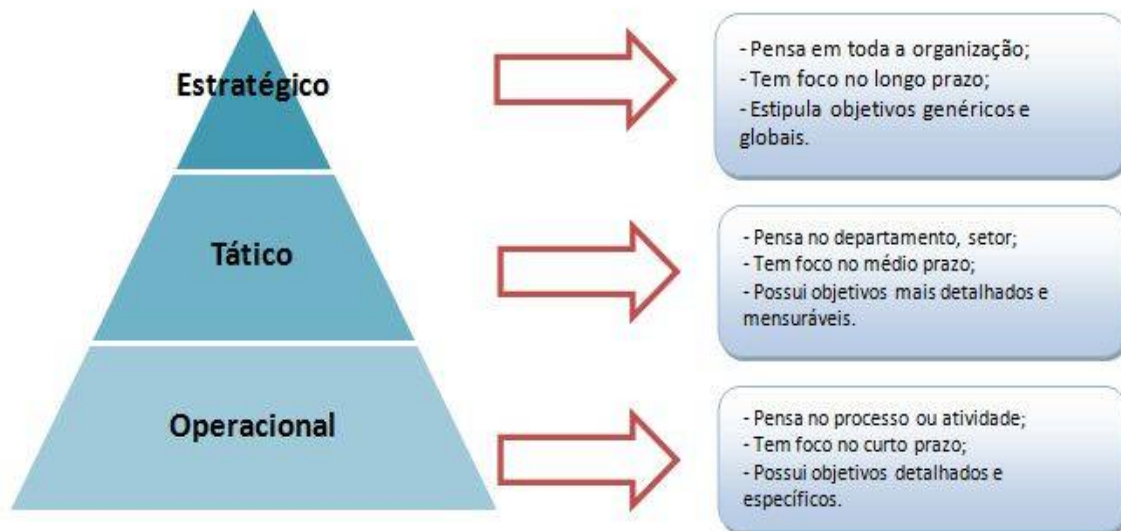 Estratégico
- Pensa em toda a organização;
- Tem foco no longo prazo;
- Estipula objetivos genéricos e
globais.
Tático
- Pensa no departamento, setor;
- Tem foco no médio prazo;
- Possui objetivos mais detalhados e
mensuráveis.
Operacional
- Pensa no processo ou atividade;
- Tem foco no curto prazo;
- Possui objetivos detalhados e
específicos.